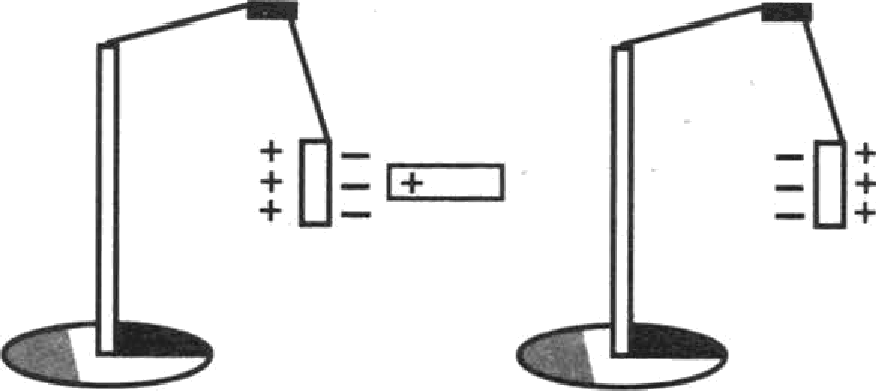 + − − +
+ − + − +
+ − − +